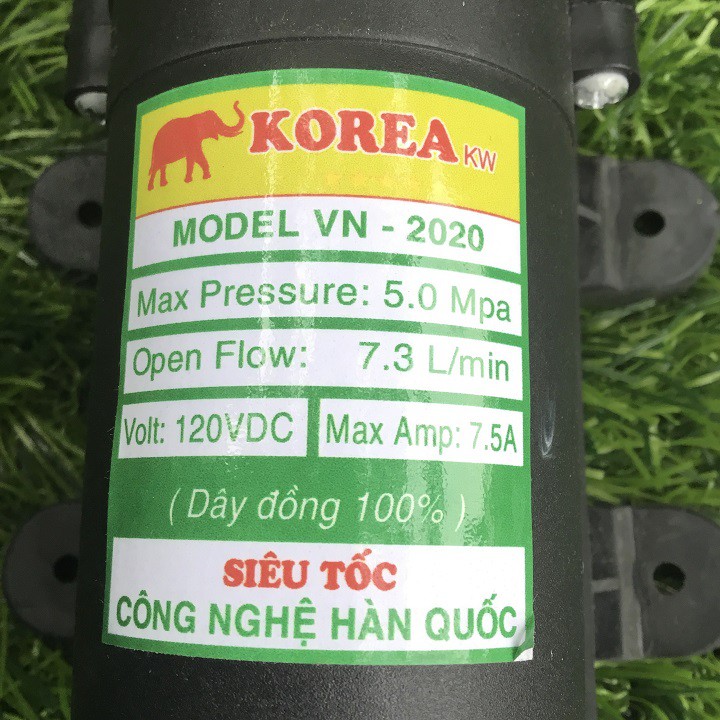 KOREA KW
MODEL VN - 2020
Max Pressure: 5.0 Mpa
Open Flow: 7.3 L/min
Volt: 120VDC
Max Amp: 7.5A
( Dây đồng 100% )
SIÊU TỐC
CÔNG NGHỆ HÀN QUỐC